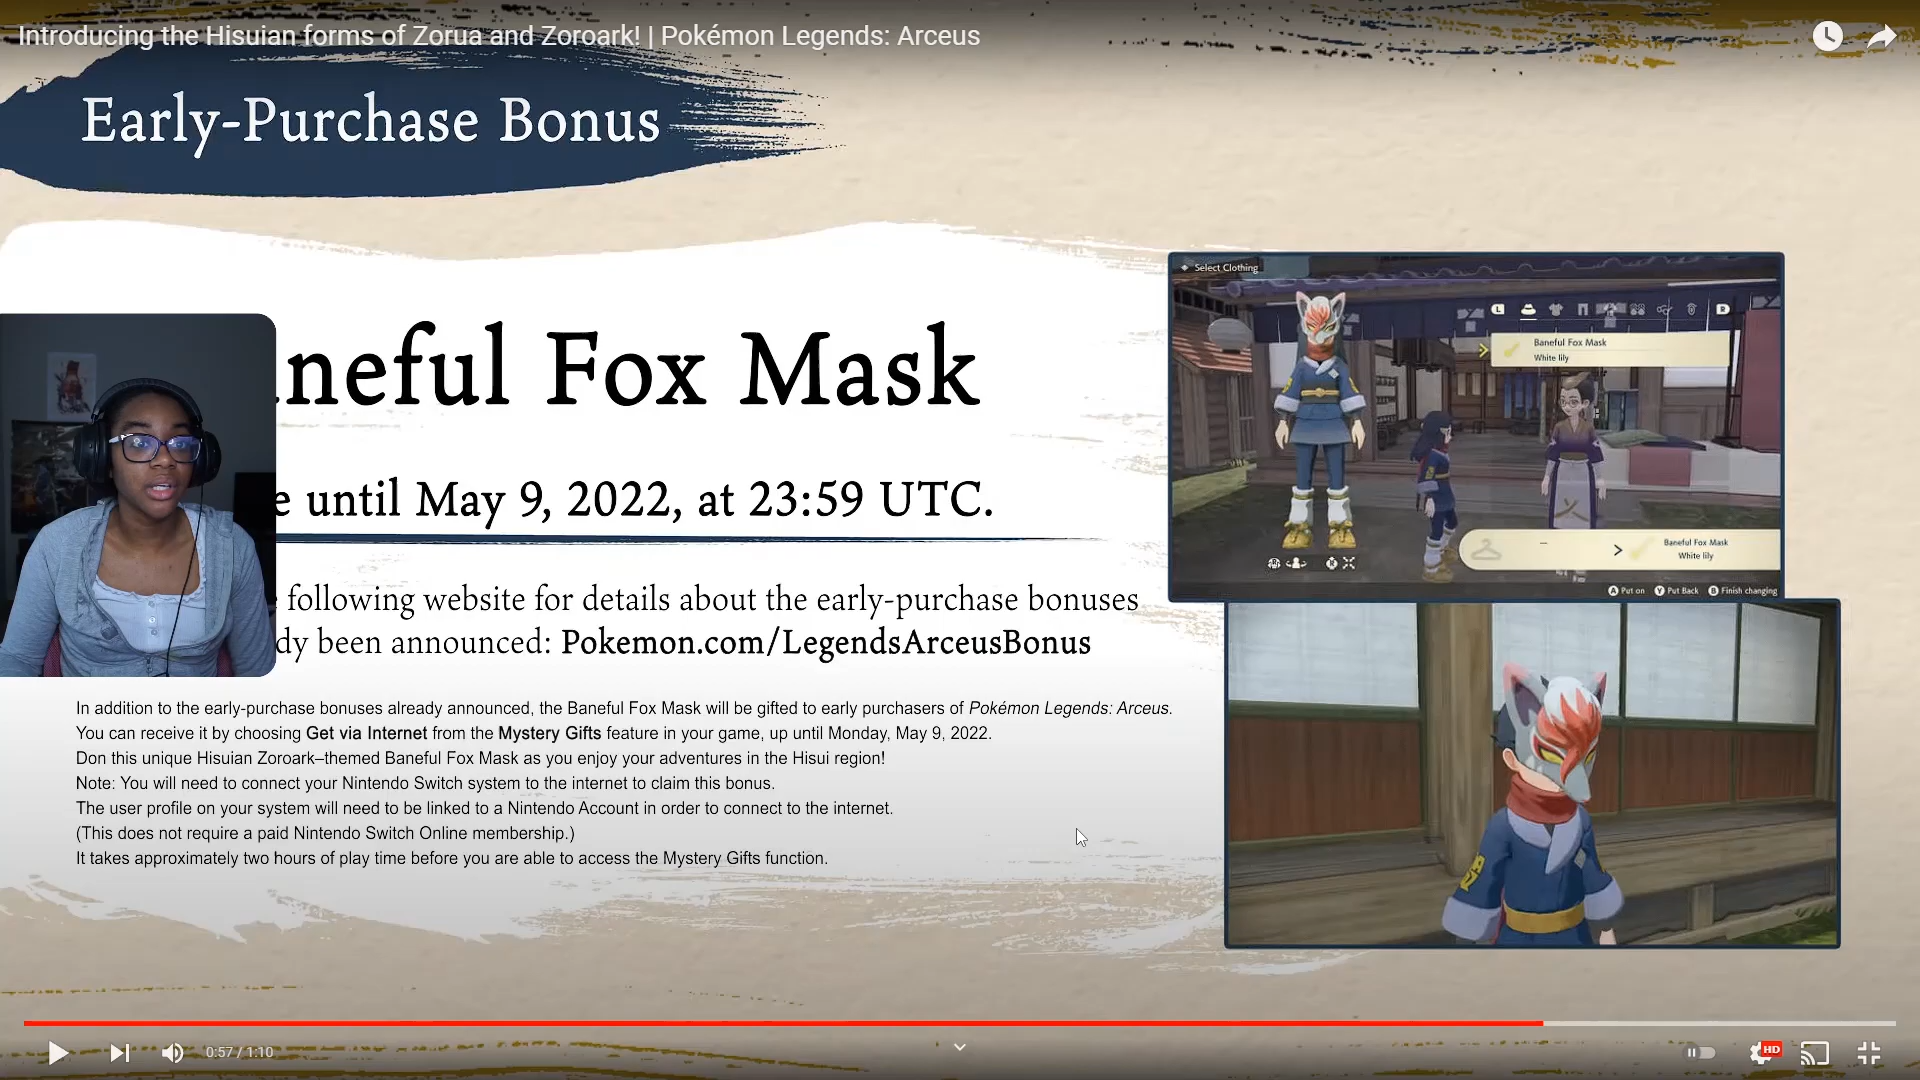 Introducing the Hisuian forms of Zorua and Zoroark! | Pokémon Legends: Arceus
Early-Purchase Bonus
Select Clothing
L
R
Baneful Fox Mask
White lily
neful Fox Mask
e until May 9, 2022, at 23:59 UTC.
Baneful Fox Mask
White lily
A Put on Y Put Back B Finish changing
following website for details about the early-purchase bonuses
dy been announced: Pokemon.com/LegendsArceusBonus
In addition to the early-purchase bonuses already announced, the Baneful Fox Mask will be gifted to early purchasers of Pokémon Legends: Arceus.
You can receive it by choosing Get via Internet from the Mystery Gifts feature in your game, up until Monday, May 9, 2022.
Don this unique Hisuian Zoroark–themed Baneful Fox Mask as you enjoy your adventures in the Hisui region!
Note: You will need to connect your Nintendo Switch system to the internet to claim this bonus.
The user profile on your system will need to be linked to a Nintendo Account in order to connect to the internet.
(This does not require a paid Nintendo Switch Online membership.)
It takes approximately two hours of play time before you are able to access the Mystery Gifts function.
0:57 / 1:10
HD